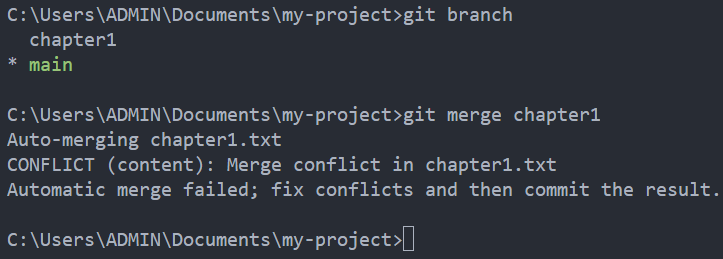 C:\Users\ADMIN\Documents\my-project>git branch
  chapter1
* main
C:\Users\ADMIN\Documents\my-project>git merge chapter1
Auto-merging chapter1.txt
CONFLICT (content): Merge conflict in chapter1.txt
Automatic merge failed; fix conflicts and then commit the result.
C:\Users\ADMIN\Documents\my-project>